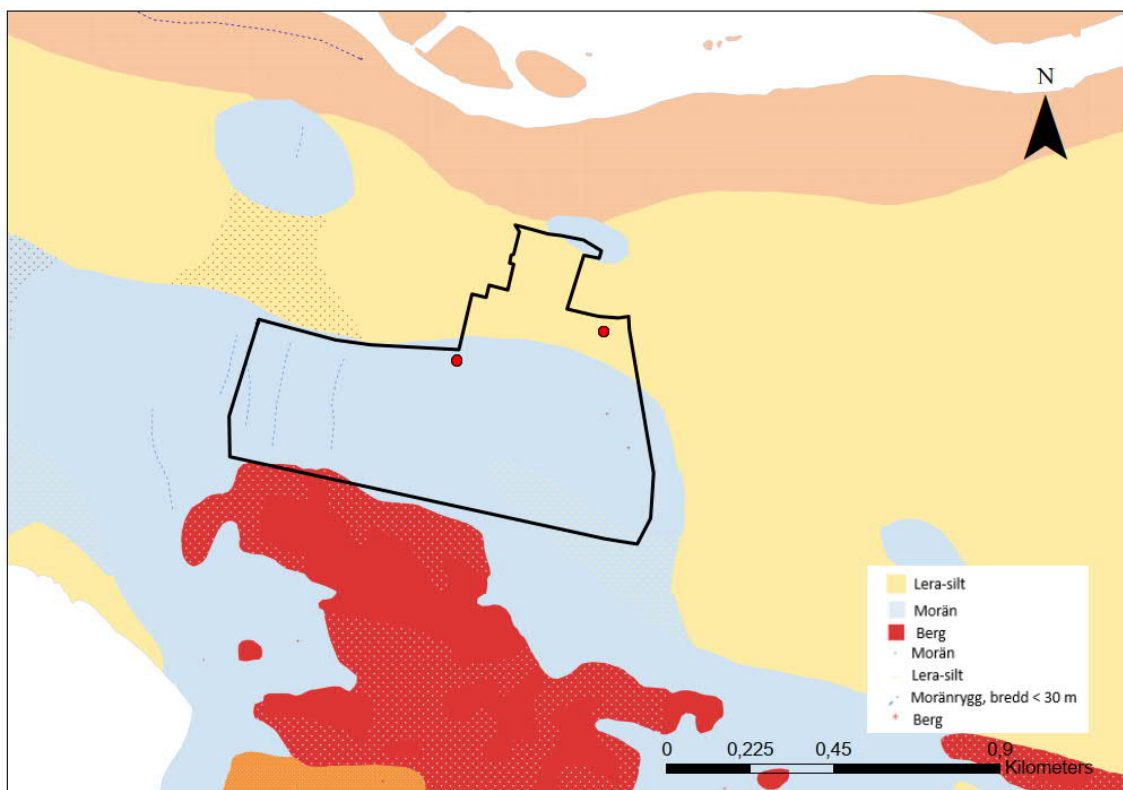 N
Lera-silt
Morän
Berg
Morän
Lera-silt
Moränrygg, bredd < 30 m
Berg
0 0,225 0,45 0,9
Kilometers